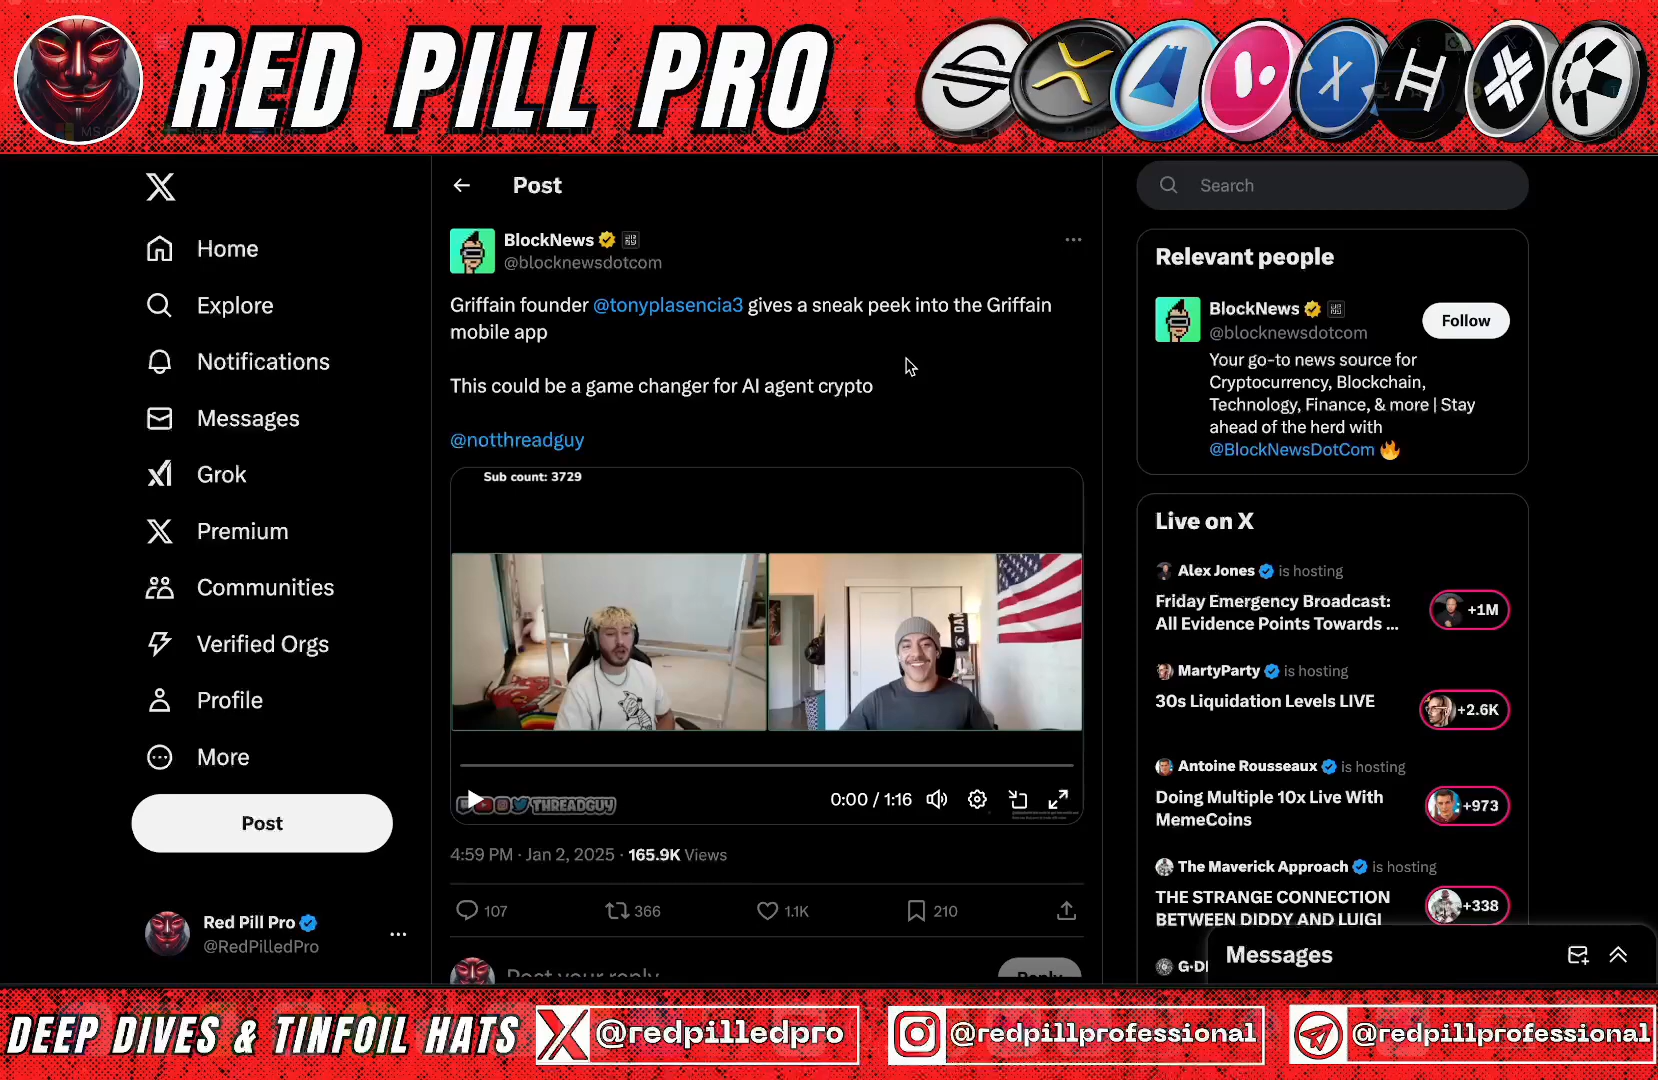 RED PILL PRO
Home
Explore
Notifications
Messages
Grok
Premium
Communities
Verified Orgs
Profile
More
Post
Red Pill Pro
@RedPilledPro
Post
BlockNews
@blocknewsdotcom
Griffain founder @tonyplasencia3 gives a sneak peek into the Griffain
mobile app
This could be a game changer for AI agent crypto
@notthreadguy
Sub count: 3729
THREADGUY
0:00 / 1:16
4:59 PM · Jan 2, 2025 · 165.9K Views
107
366
1.1K
210
Post your reply
Reply
Search
Relevant people
BlockNews
@blocknewsdotcom
Follow
Your go-to news source for
Cryptocurrency, Blockchain,
Technology, Finance, & more | Stay
ahead of the herd with
@BlockNewsDotCom 🔥
Live on X
Alex Jones is hosting
Friday Emergency Broadcast:
All Evidence Points Towards ...
+1M
MartyParty is hosting
30s Liquidation Levels LIVE
+2.6K
Antoine Rousseaux is hosting
Doing Multiple 10x Live With
MemeCoins
+973
The Maverick Approach is hosting
THE STRANGE CONNECTION
BETWEEN DIDDY AND LUIGI
+338
Messages
DEEP DIVES & TINFOIL HATS
@redpilledpro
@redpillprofessional
@redpillprofessional